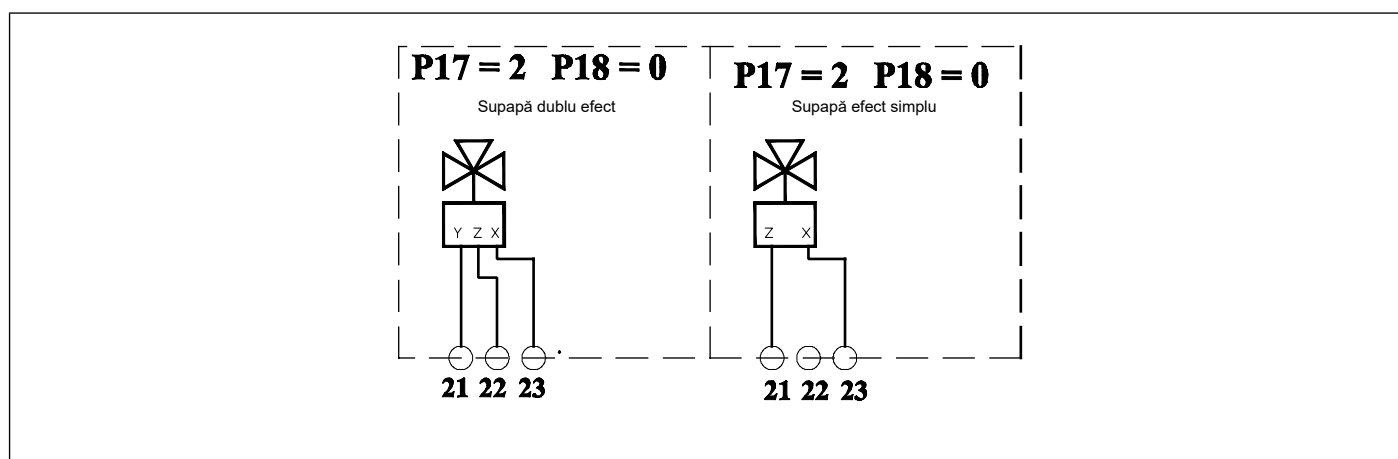 P17 = 2 P18 = 0
Supapă dublu efect
Y Z X
21 22 23
P17 = 2 P18 = 0
Supapă efect simplu
Z X
21 22 23